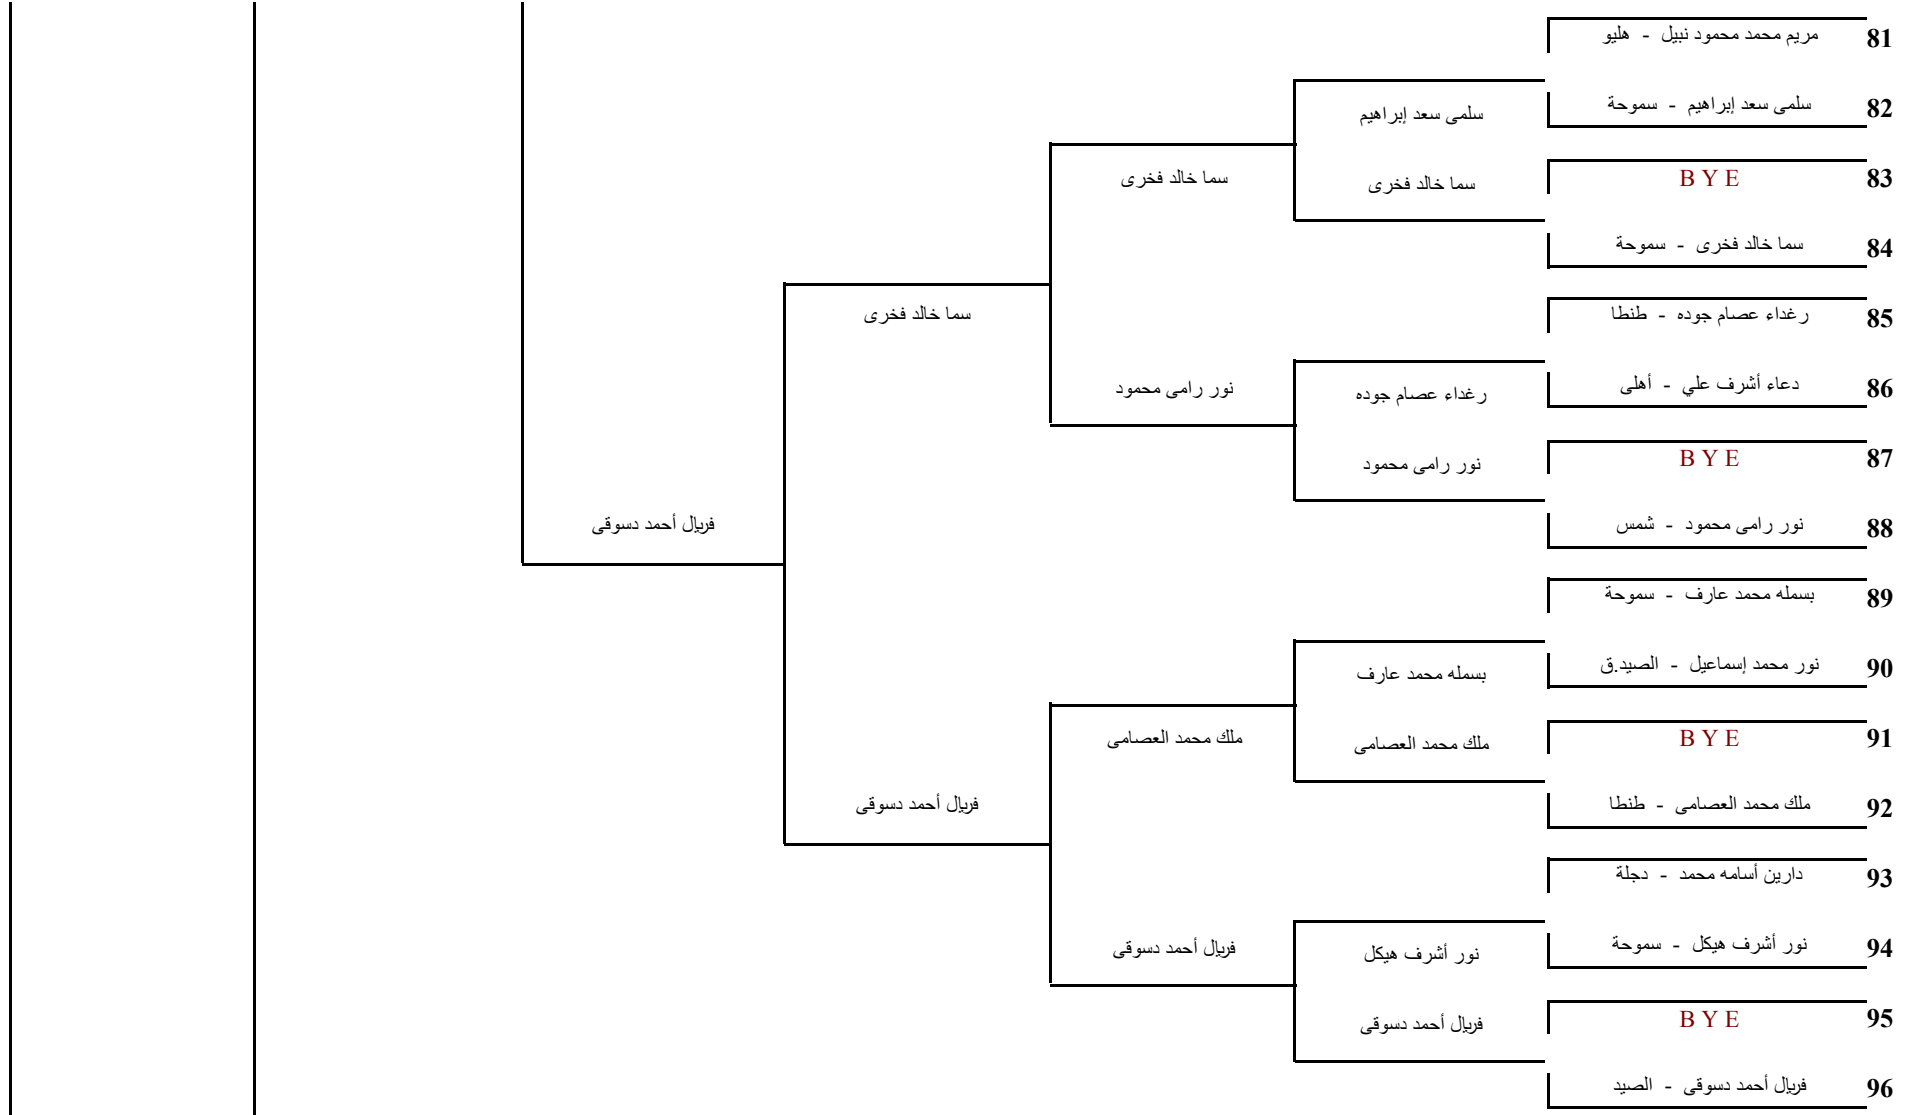 81 مريم محمد محمود نبيل - هليو
82 سلمى سعد إبراهيم - سموحة
سلمى سعد إبراهيم
83 B Y E
سما خالد فخرى
سما خالد فخرى
84 سما خالد فخرى - سموحة
85 رغداء عصام جوده - طنطا
سما خالد فخرى
86 دعاء أشرف علي - أهلى
رغداء عصام جوده
نور رامى محمود
87 B Y E
نور رامى محمود
88 نور رامى محمود - شمس
فريال أحمد دسوقى
89 بسمله محمد عارف - سموحة
90 نور محمد إسماعيل - الصيد.ق
بسمله محمد عارف
91 B Y E
ملك محمد العصامى
ملك محمد العصامى
92 ملك محمد العصامى - طنطا
فريال أحمد دسوقى
93 دارين أسامه محمد - دجلة
94 نور أشرف هيكل - سموحة
نور أشرف هيكل
فريال أحمد دسوقى
95 B Y E
فريال أحمد دسوقى
96 فريال أحمد دسوقى - الصيد